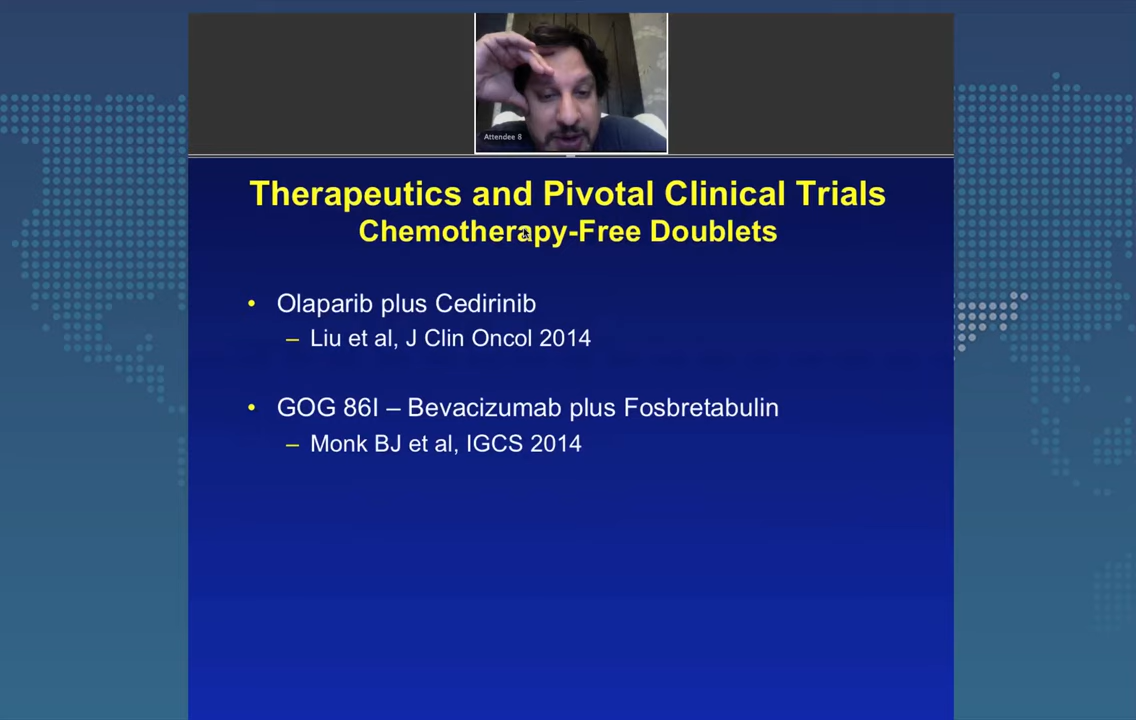 Attendee 8
Therapeutics and Pivotal Clinical Trials
Chemotherapy-Free Doublets
• Olaparib plus Cedirinib
– Liu et al, J Clin Oncol 2014
• GOG 86I – Bevacizumab plus Fosbretabulin
– Monk BJ et al, IGCS 2014